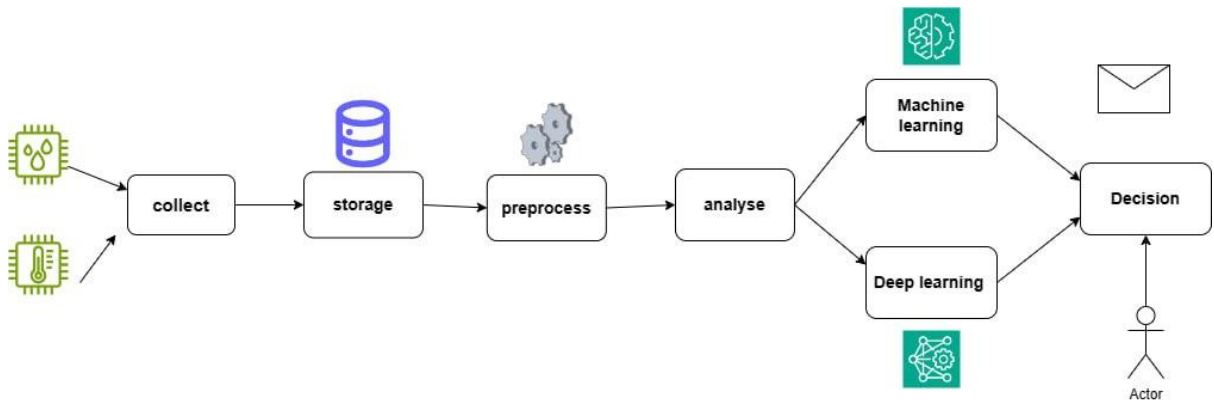 collect
storage
preprocess
analyse
Machine
learning
Deep learning
Decision
Actor